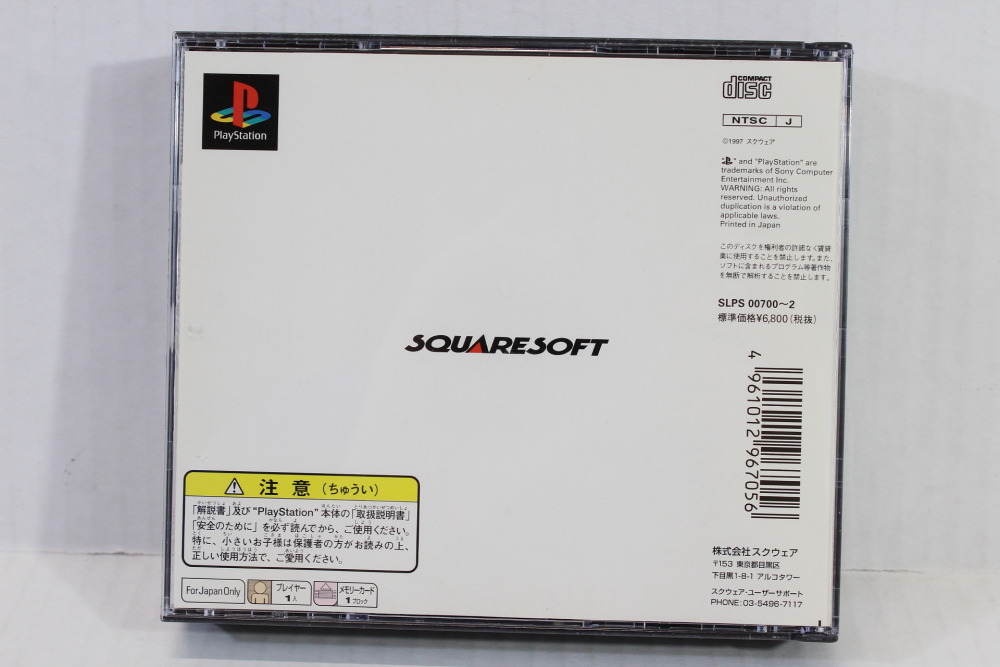 PlayStation
COMPACT
disc
NTSC J
©1997 スクウェア
" and "PlayStation" are
trademarks of Sony Computer
Entertainment Inc.
WARNING: All rights
reserved. Unauthorized
duplication is a violation of
applicable laws.
Printed in Japan
このディスクを権利者の許諾なく賃貸
業に使用することを禁止します。また、
ソフトに含まれるプログラム等著作物
を無断で解析することを禁止します。
SLPS 00700〜2
標準価格¥6,800(税抜)
SQUARESOFT
4 961012 967056
注意(ちゅうい)
「解説書」及び"PlayStation"本体の「取扱説明書」
「安全のために」を必ず読んでから、ご使用ください。
特に、小さいお子様は保護者の方がお読みの上、
正しい使用方法で、ご愛用ください。
For Japan Only
プレイヤー
1人
メモリーカード
1ブロック
株式会社スクウェア
〒153 東京都目黒区
下目黒1-8-1 アルコタワー
スクウェア・ユーザーサポート
PHONE: 03-5496-7117